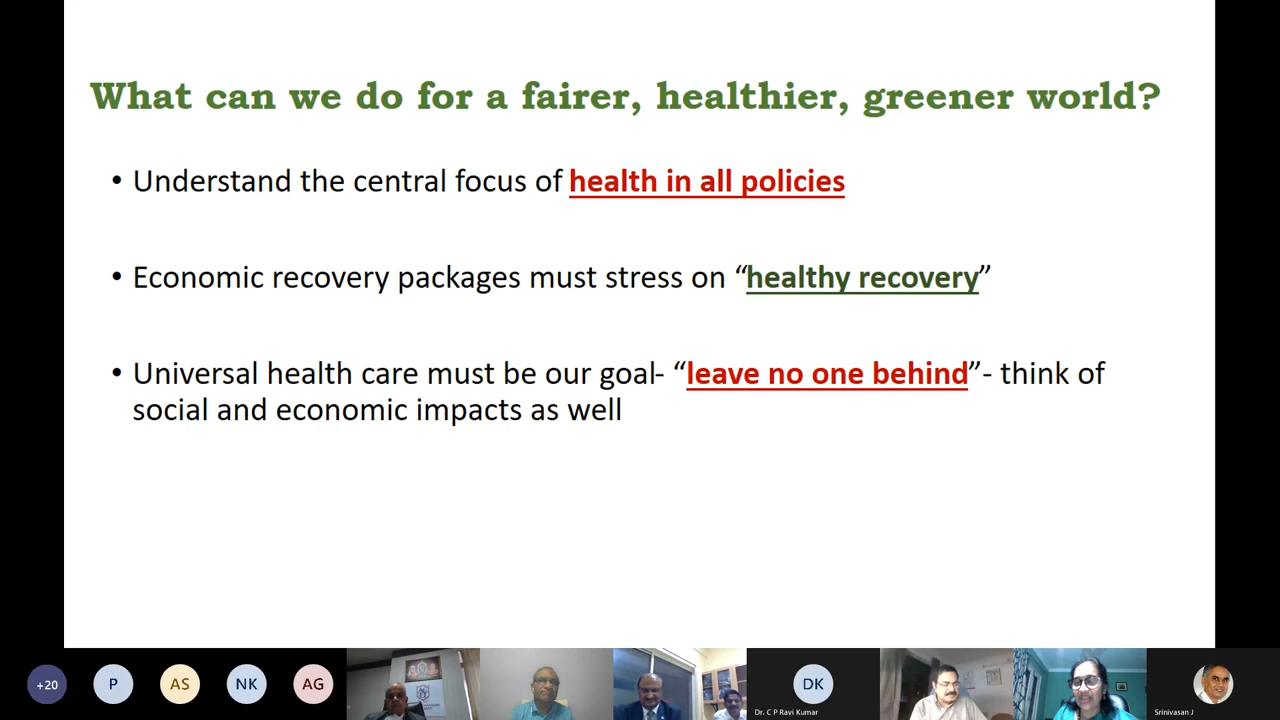 What can we do for a fairer, healthier, greener world?
• Understand the central focus of health in all policies
• Economic recovery packages must stress on “healthy recovery”
• Universal health care must be our goal- “leave no one behind”- think of
social and economic impacts as well
+20
P
AS
NK
AG
DK
Dr. C P Ravi Kumar
Srinivasan J